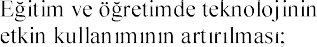 Eğitim ve öğretimde teknolojinin
etkin kullanımının artırılması;